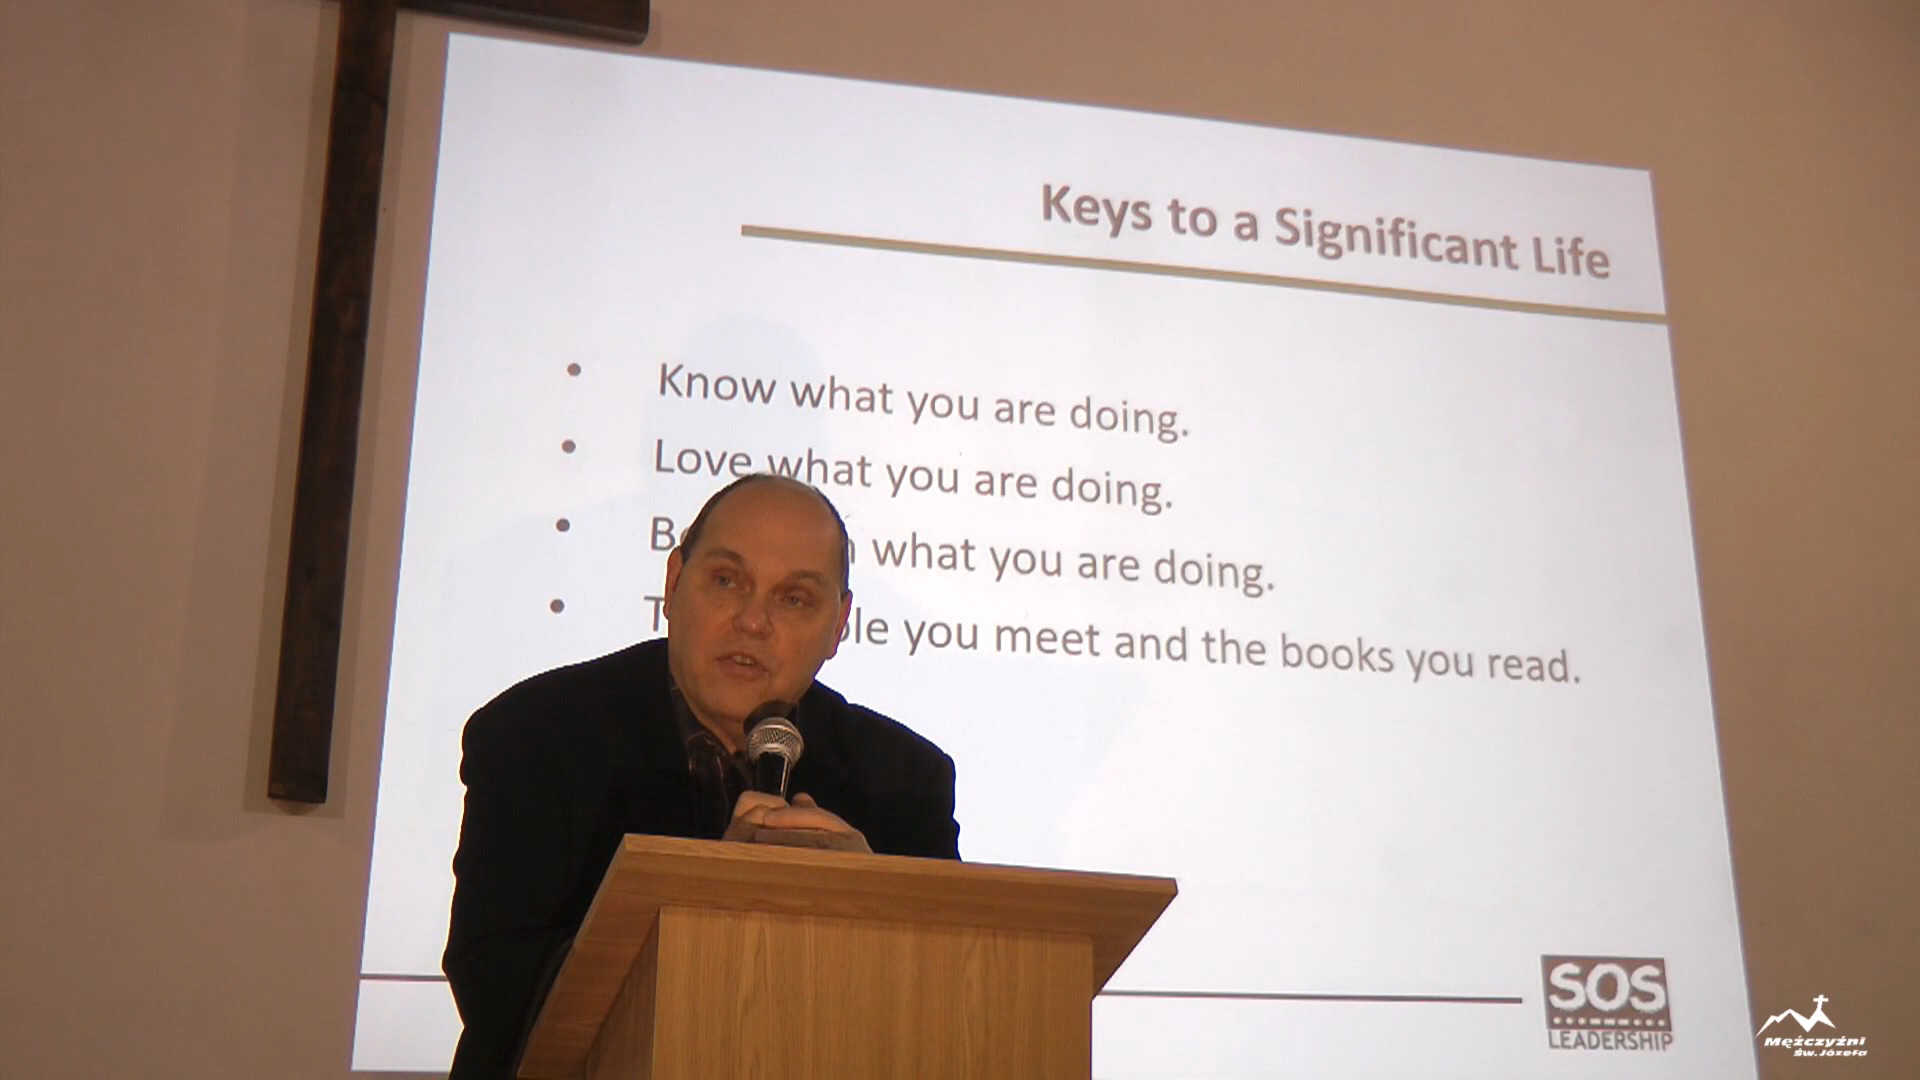 Keys to a Significant Life
• Know what you are doing.
• Love what you are doing.
• what you are doing.
• you meet and the books you read.
SOS
LEADERSHIP
Mężczyźni
Św. Józefa